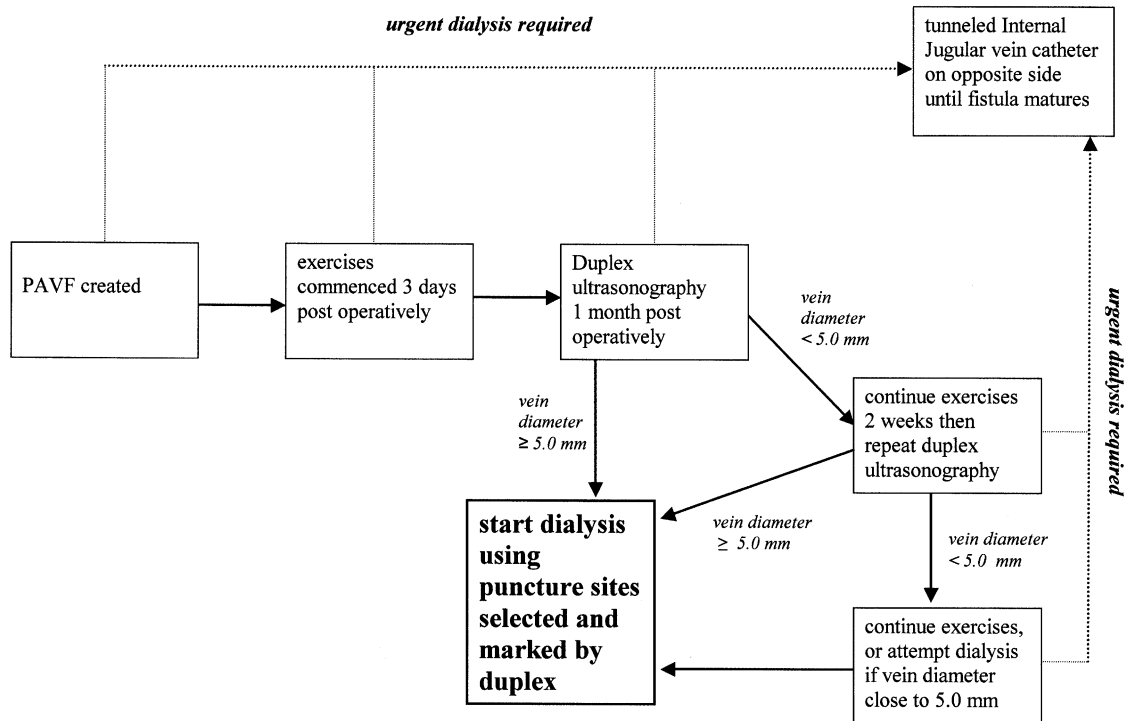 urgent dialysis required
tunneled Internal
Jugular vein catheter
on opposite side
until fistula matures
PAVF created
exercises
commenced 3 days
post operatively
Duplex
ultrasonography
1 month post
operatively
vein
diameter
< 5.0 mm
urgent dialysis required
vein
diameter
≥ 5.0 mm
continue exercises
2 weeks then
repeat duplex
ultrasonography
start dialysis
using
puncture sites
selected and
marked by
duplex
vein diameter
≥ 5.0 mm
vein diameter
< 5.0 mm
continue exercises,
or attempt dialysis
if vein diameter
close to 5.0 mm